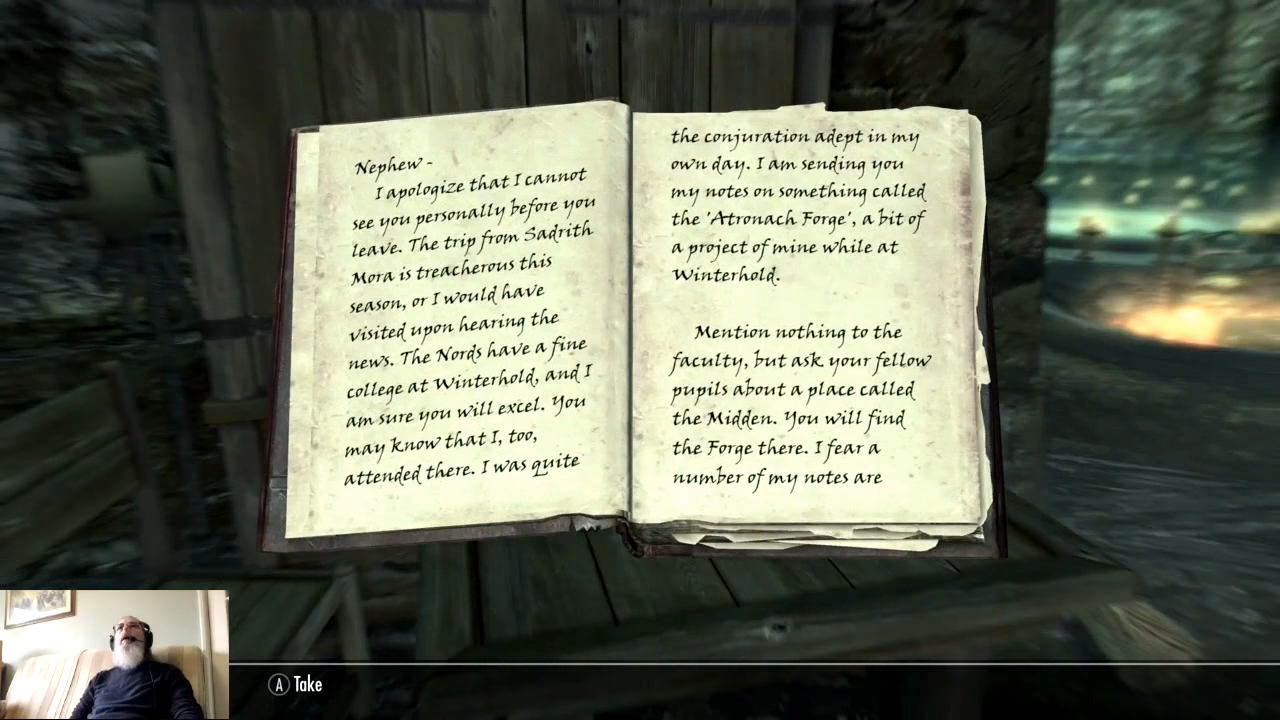 Nephew -
I apologize that I cannot
see you personally before you
leave. The trip from Sadrith
Mora is treacherous this
season, or I would have
visited upon hearing the
news. The Nords have a fine
college at Winterhold, and I
am sure you will excel. You
may know that I, too,
attended there. I was quite
the conjuration adept in my
own day. I am sending you
my notes on something called
the 'Atronach Forge', a bit of
a project of mine while at
Winterhold.
Mention nothing to the
faculty, but ask your fellow
pupils about a place called
the Midden. You will find
the Forge there. I fear a
number of my notes are
A Take